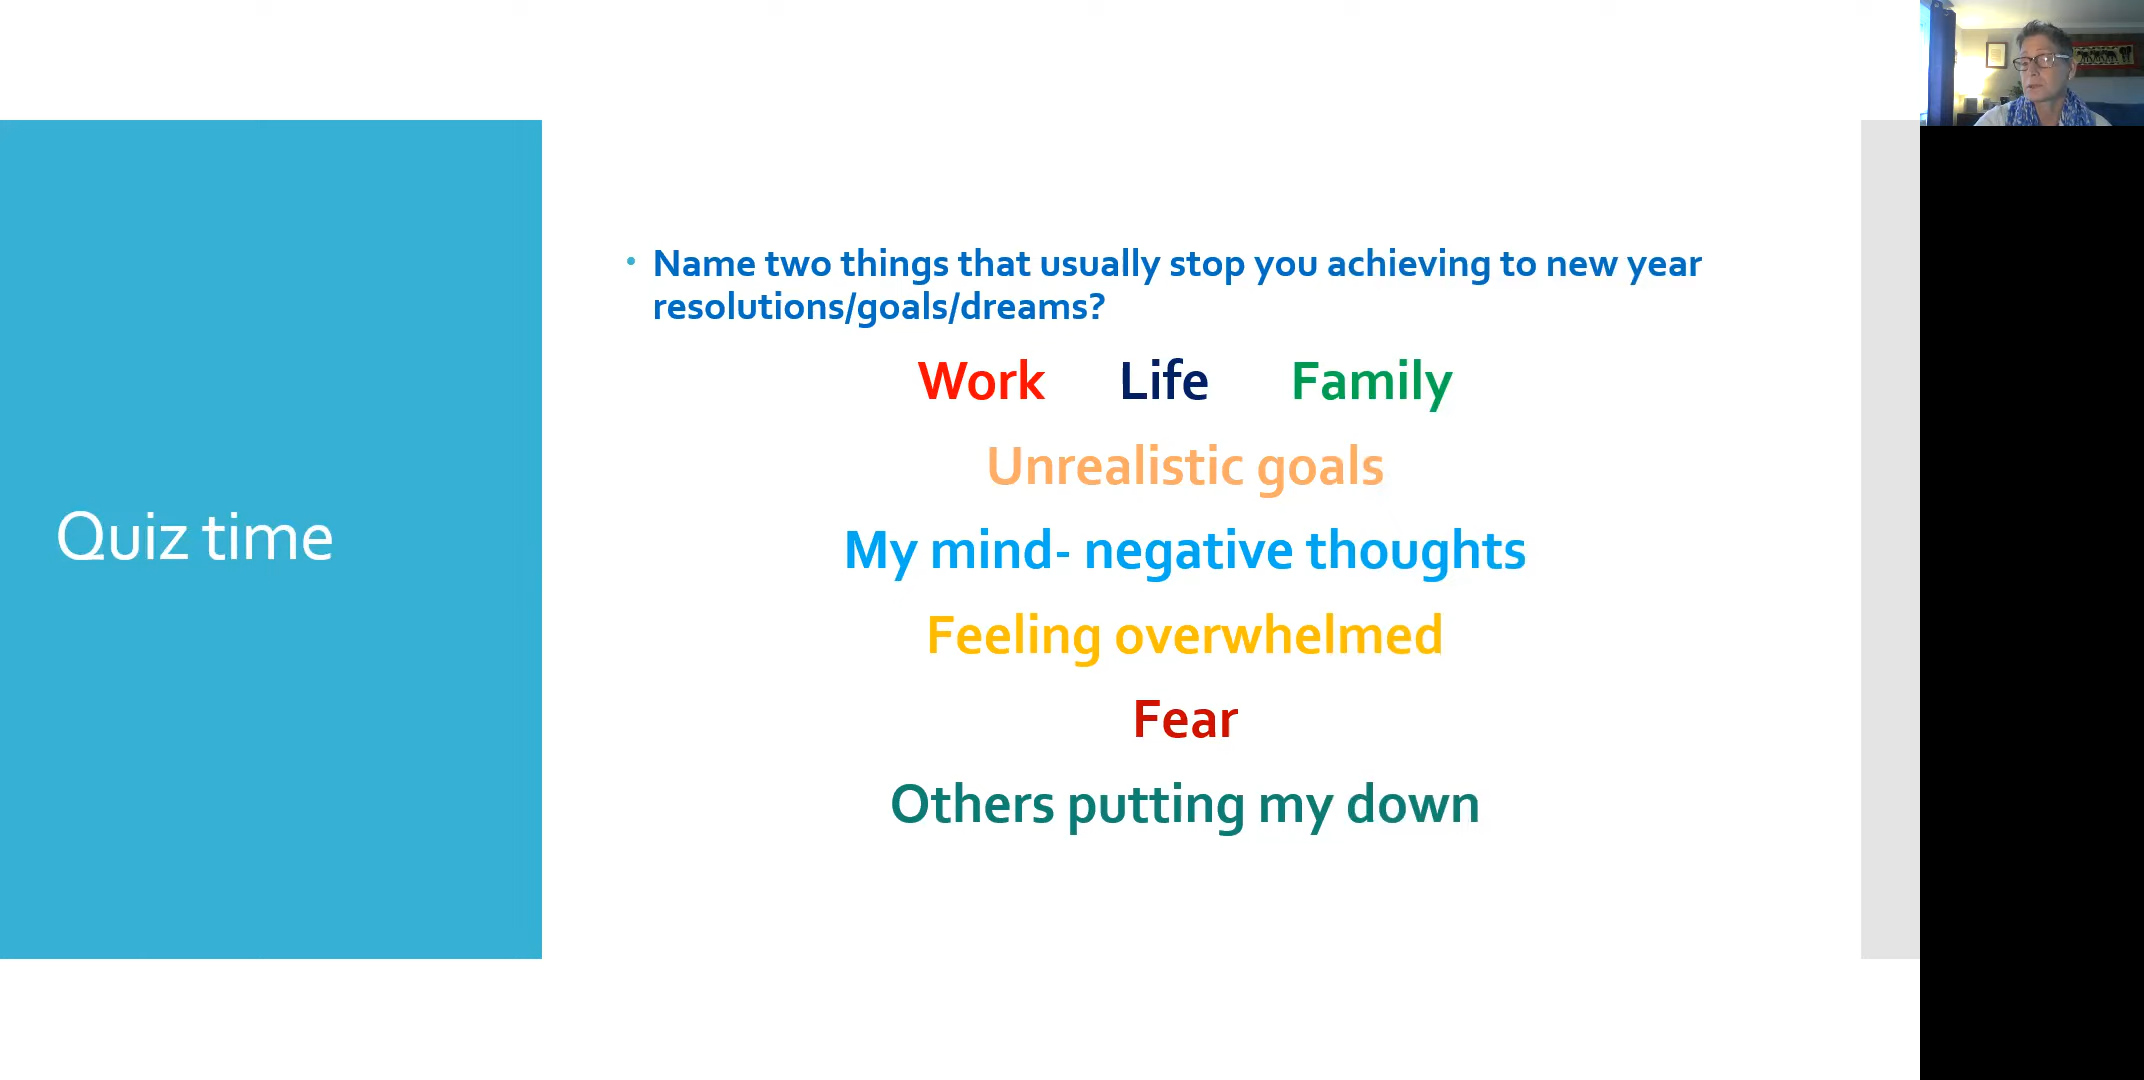 Quiz time
• Name two things that usually stop you achieving to new year
resolutions/goals/dreams?
Work Life Family
Unrealistic goals
My mind- negative thoughts
Feeling overwhelmed
Fear
Others putting my down